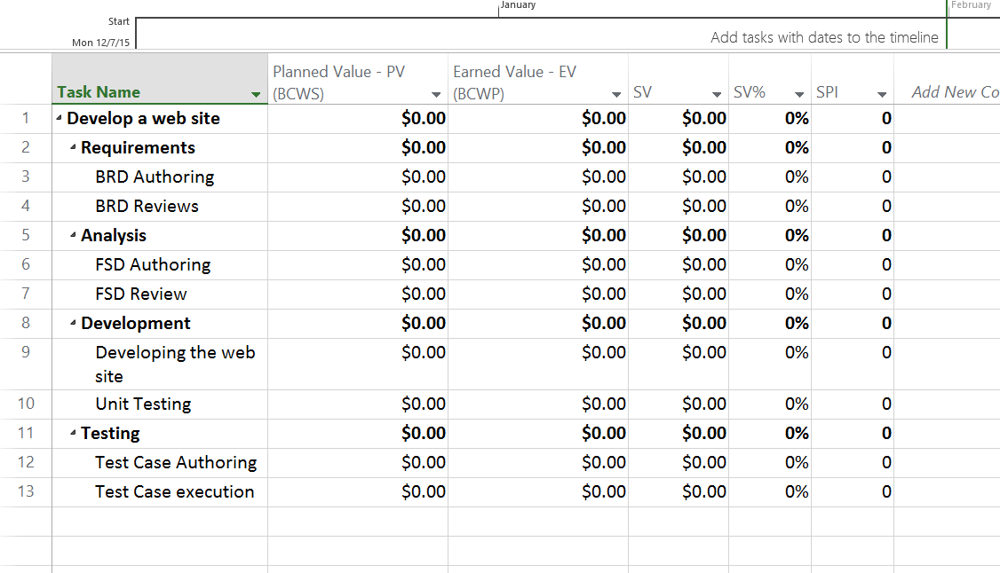 January
February
Start
Mon 12/7/15
Add tasks with dates to the timeline
Planned Value - PV Earned Value - EV
Task Name (BCWS) (BCWP) SV SV% SPI Add New Co
1 Develop a web site $0.00 $0.00 $0.00 0% 0
2 Requirements $0.00 $0.00 $0.00 0% 0
3 BRD Authoring $0.00 $0.00 $0.00 0% 0
4 BRD Reviews $0.00 $0.00 $0.00 0% 0
5 Analysis $0.00 $0.00 $0.00 0% 0
6 FSD Authoring $0.00 $0.00 $0.00 0% 0
7 FSD Review $0.00 $0.00 $0.00 0% 0
8 Development $0.00 $0.00 $0.00 0% 0
9 Developing the web $0.00 $0.00 $0.00 0% 0
site
10 Unit Testing $0.00 $0.00 $0.00 0% 0
11 Testing $0.00 $0.00 $0.00 0% 0
12 Test Case Authoring $0.00 $0.00 $0.00 0% 0
13 Test Case execution $0.00 $0.00 $0.00 0% 0